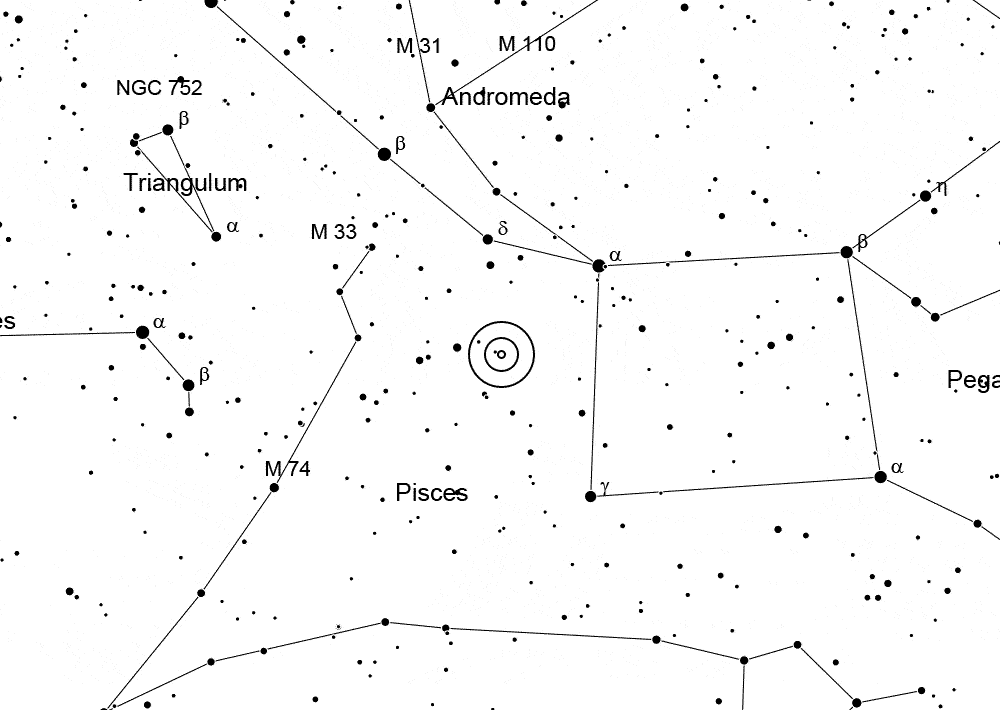 M 31
M 110
NGC 752
Andromeda
β
β
Triangulum
η
α
M 33
δ
β
α
es
α
β
Pega
M 74
α
Pisces
γ